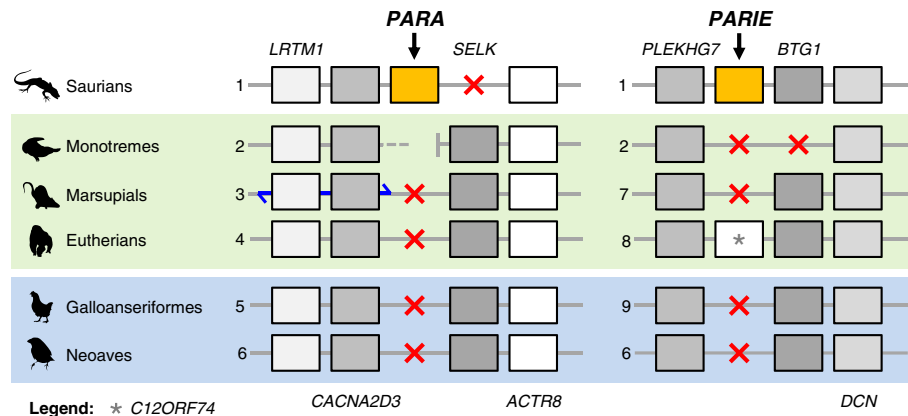 PARA PARIE
LRTM1 SELK PLEKHG7 BTG1
Saurians 1 1
Monotremes 2 2
Marsupials 3 7
Eutherians 4 8 *
Galloanseriformes 5 9
Neoaves 6 6
CACNA2D3 ACTR8 DCN
Legend: * C12ORF74